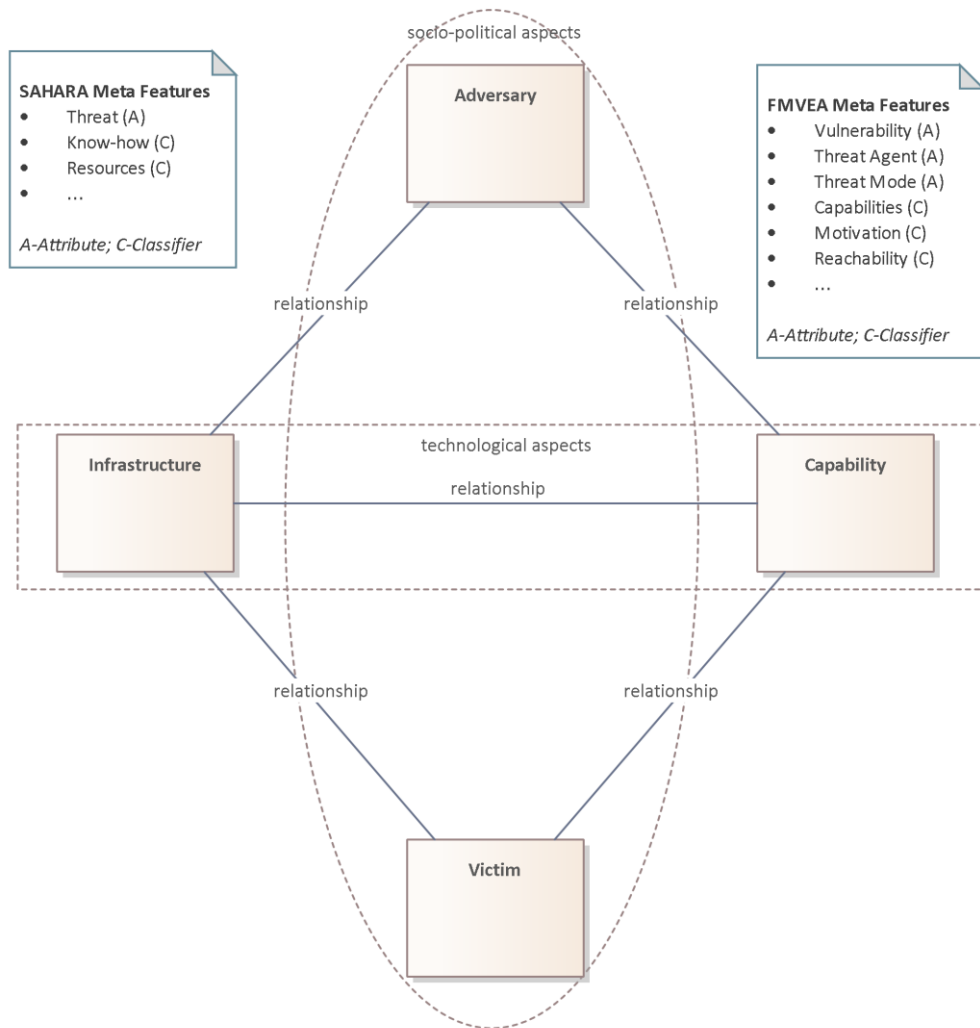 socio-political aspects
SAHARA Meta Features
• Threat (A)
• Know-how (C)
• Resources (C)
• ...
A-Attribute; C-Classifier
Adversary
FMVEA Meta Features
• Vulnerability (A)
• Threat Agent (A)
• Threat Mode (A)
• Capabilities (C)
• Motivation (C)
• Reachability (C)
• ...
A-Attribute; C-Classifier
relationship
relationship
technological aspects
Infrastructure
Capability
relationship
relationship
relationship
Victim